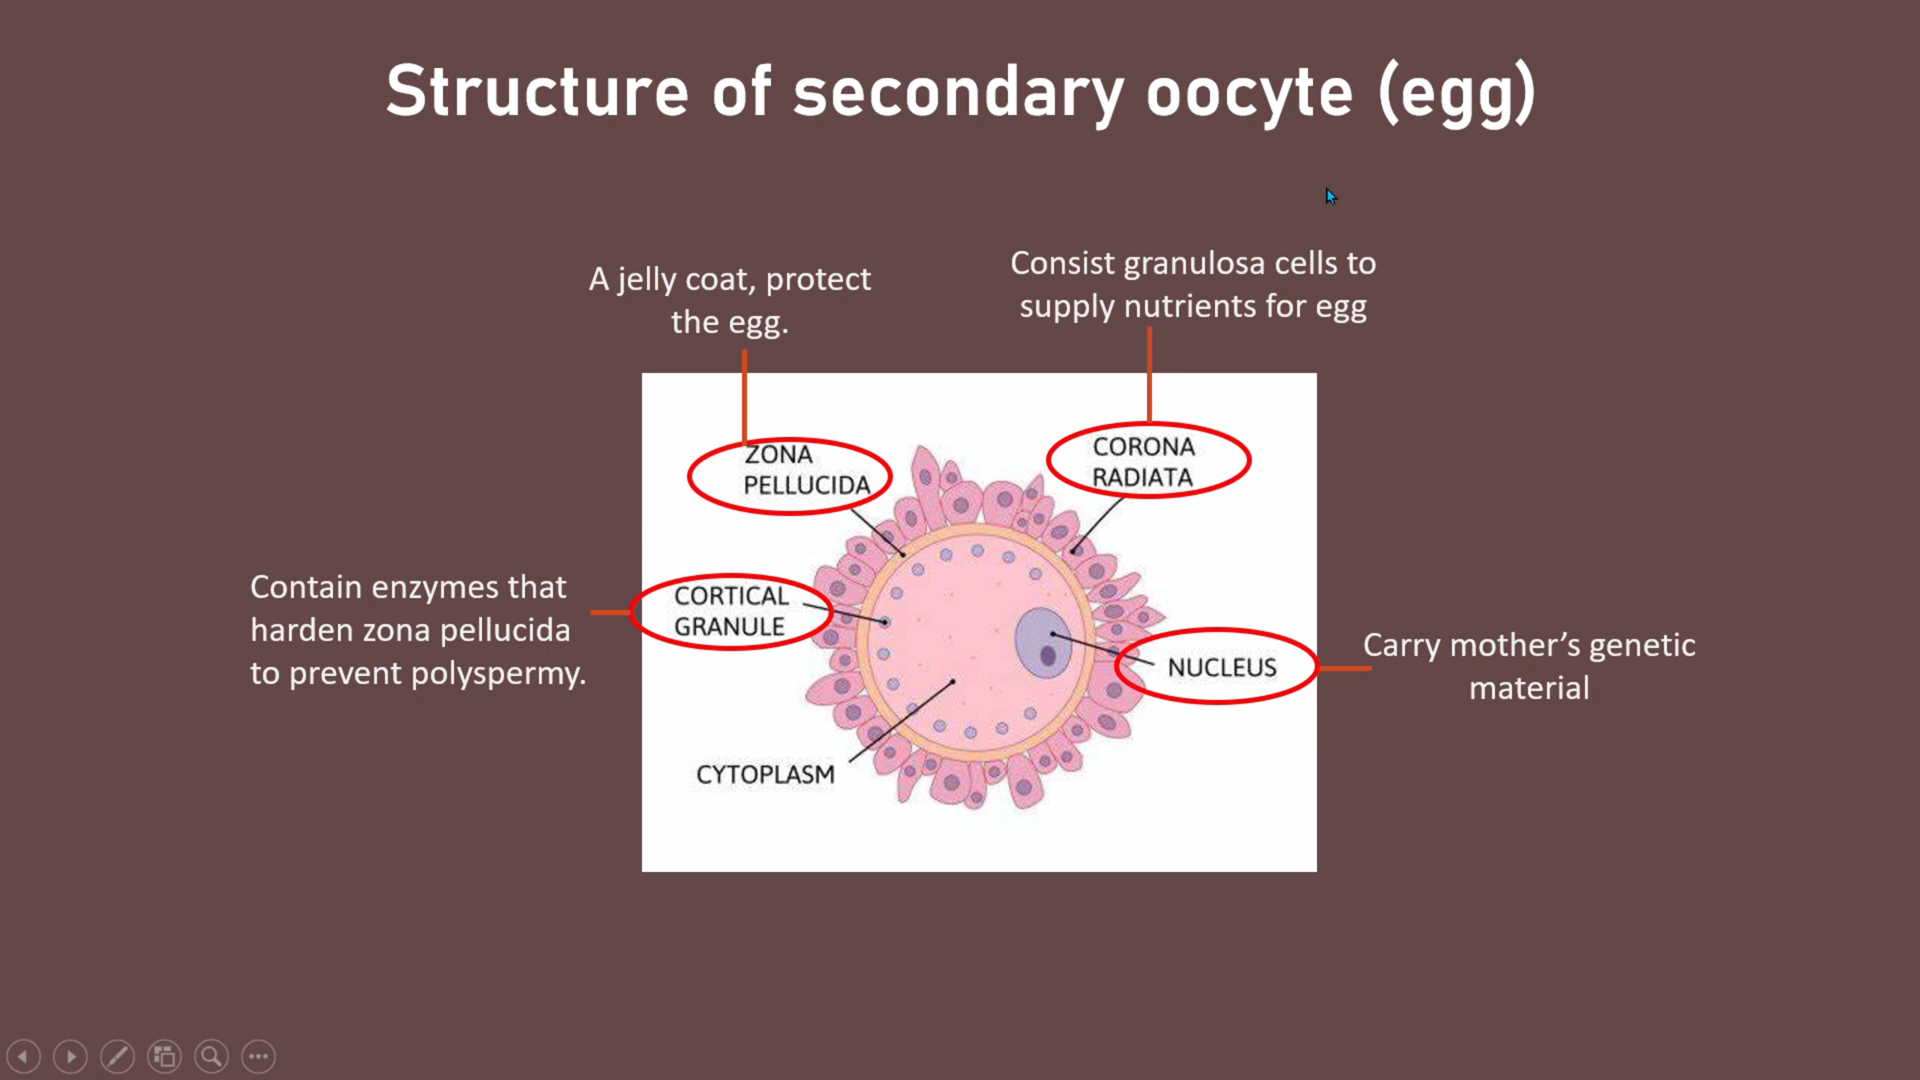 Structure of secondary oocyte (egg)
A jelly coat, protect
the egg.
Consist granulosa cells to
supply nutrients for egg
ZONA
PELLUCIDA
CORONA
RADIATA
Contain enzymes that
harden zona pellucida
to prevent polyspermy.
CORTICAL
GRANULE
NUCLEUS
Carry mother’s genetic
material
CYTOPLASM